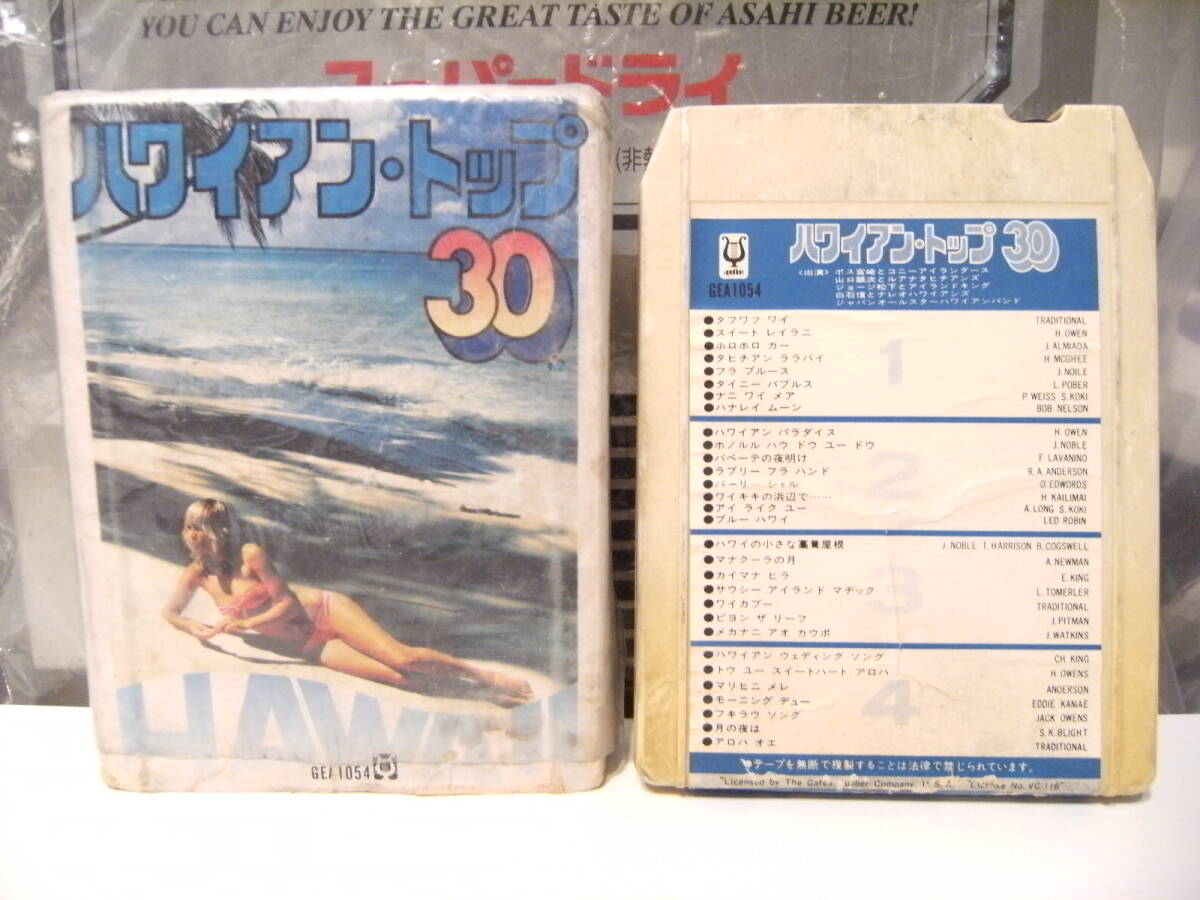 YOU CAN ENJOY THE GREAT TASTE OF ASAHI BEER!
スーパードライ
(非
ハワイアン・トップ
30
HAWAII
GEA1054
ハワイアン・トップ 30
apollon
GEA1054
〈出演〉 ボス宮崎とコニーアイランダース
山口銀次とルアナタヒチアンズ
ジョージ松下とアイランドキング
白石信とナレオハワイアンズ
ジャパンオールスターハワイアンバンド
1
●タフワフ ワイ TRADITIONAL
●スイート レイラニ H. OWEN
●ホロホロ カー J. ALMIADA
●タヒチアン ララバイ H. MCGHEE
●フラ ブルース J. NOILE
●タイニー バブルス L. POBER
●ナニ ワイ メア P. WEISS S. KOKI
●ハナレイ ムーン BOB NELSON
2
●ハワイアン パラダイス H. OWEN
●ホノルル ハウ ドウ ユー ドウ J. NOBLE
●パペーテの夜明け F. LAVANINO
●ラブリー フラ ハンド R. A. ANDERSON
●パーリー シェル O. EDWORDS
●ワイキキの浜辺で…… H. KAILIMAI
●アイ ライク ユー A. LONG S. KOKI
●ブルー ハワイ LEO. ROBIN
3
●ハワイの小さな藁葺屋根 J. NOBLE T. HARRISON B. COGSWELL
●マナクーラの月 A. NEWMAN
●カイマナ ヒラ E. KING
●サウシー アイランド マヂック L. TOMERLER
●ワイカプー TRADITIONAL
●ビヨン ザ リーフ J. PITMAN
●メカナニ アオ カウポ J. WATKINS
4
●ハワイアン ウェディング ソング CH KING
●トウ ユー スイートハート アロハ H. OWENS
●マリヒニ メレ ANDERSON
●モーニング デュー EDDIE KAMAE
●フキラウ ソング JACK OWENS
●月の夜は S. K. BLIGHT
●アロハ オエ TRADITIONAL
●テープを無断で複製することは法律で禁じられています。
"Licensed by The Gates Rubber Company, U. S. A. "License No. VC-116"